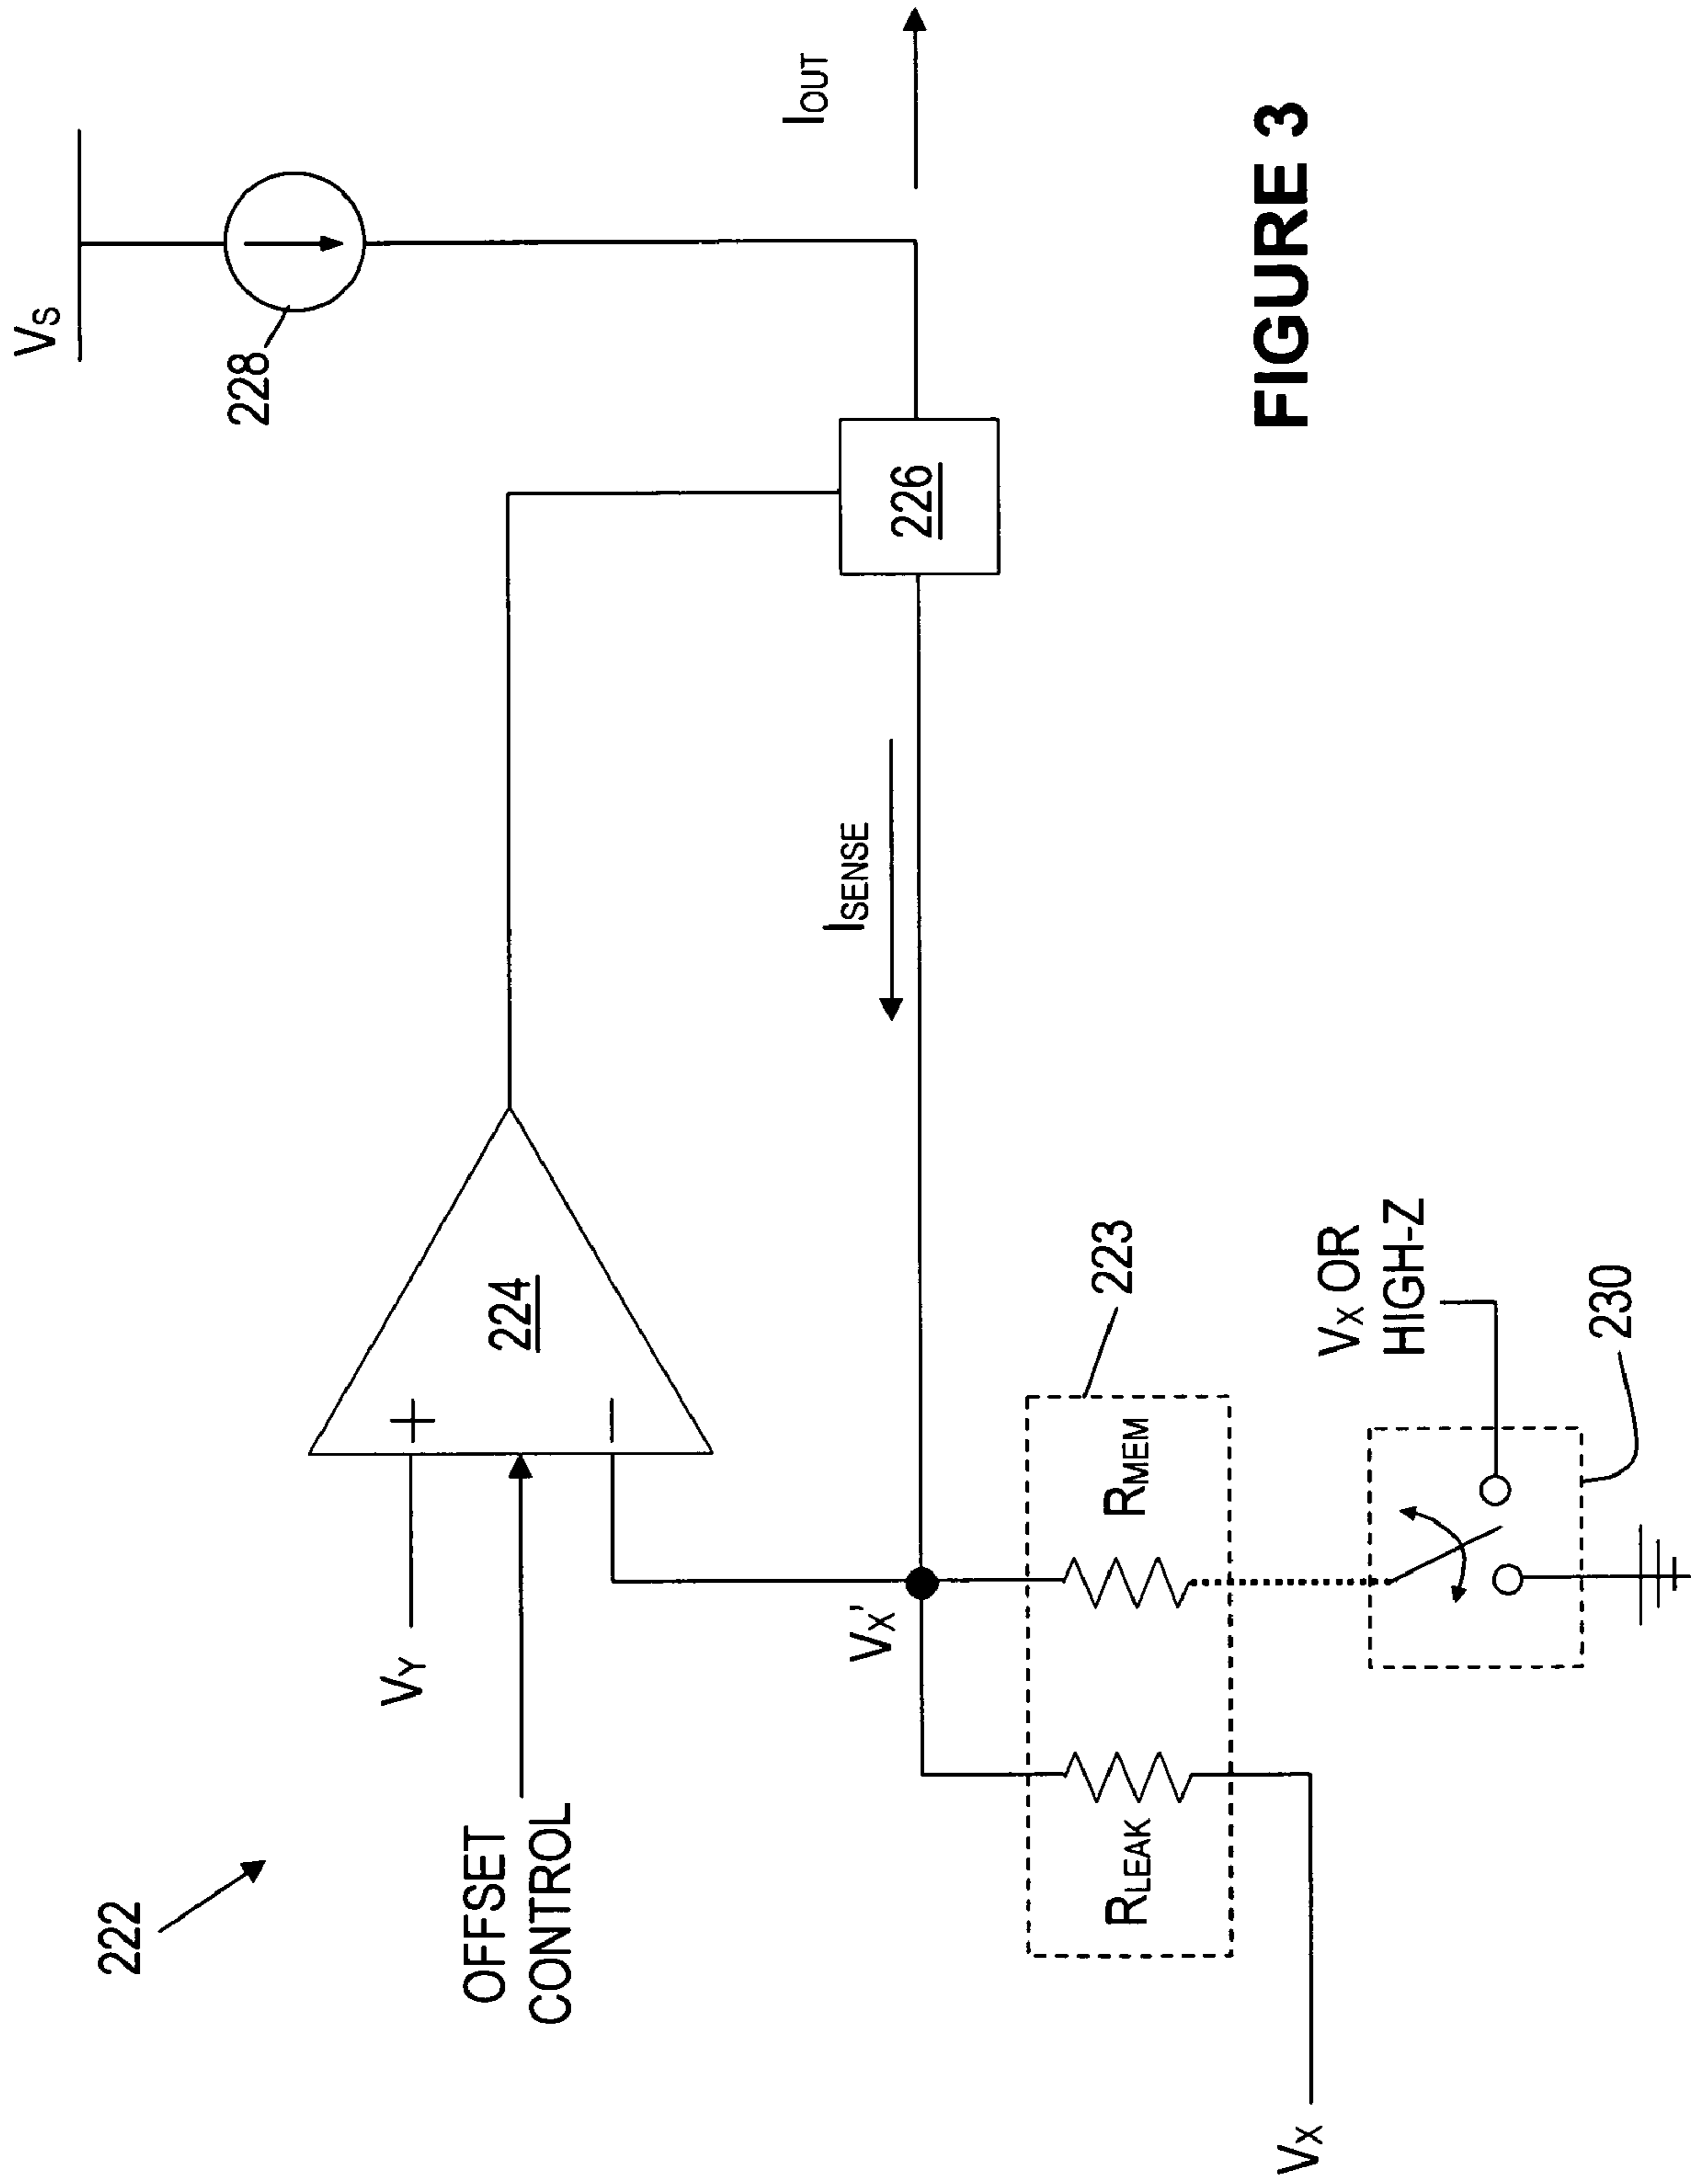 222
V_S
228
OFFSET
CONTROL
V_Y
+
−
224
226
I_OUT
I_SENSE
V_X'
223
R_LEAK
R_MEM
V_X OR
HIGH-Z
230
V_X
FIGURE 3